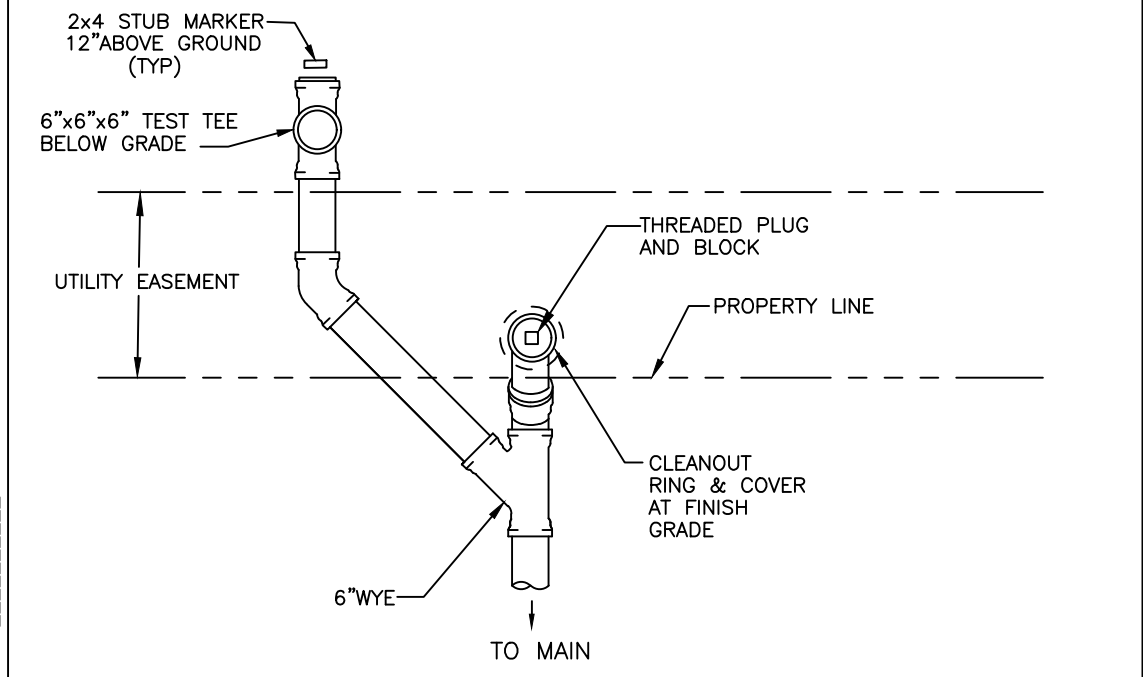 2x4 STUB MARKER
12"ABOVE GROUND
(TYP)
6"x6"x6" TEST TEE
BELOW GRADE
THREADED PLUG
AND BLOCK
UTILITY EASEMENT
PROPERTY LINE
CLEANOUT
RING & COVER
AT FINISH
GRADE
6"WYE
TO MAIN